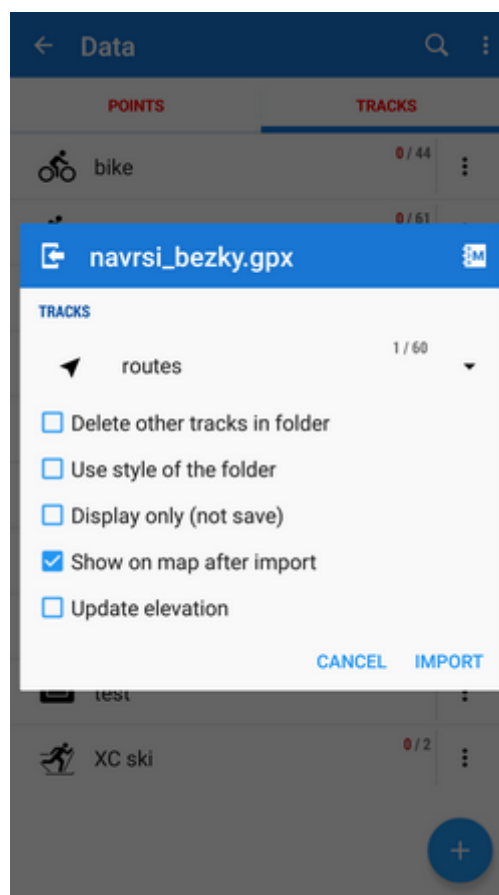 Data
POINTS TRACKS
bike 0 / 44
0 / 61
navrsi_bezky.gpx M
TRACKS
routes 1 / 60
Delete other tracks in folder
Use style of the folder
Display only (not save)
Show on map after import
Update elevation
CANCEL IMPORT
test
XC ski 0 / 2